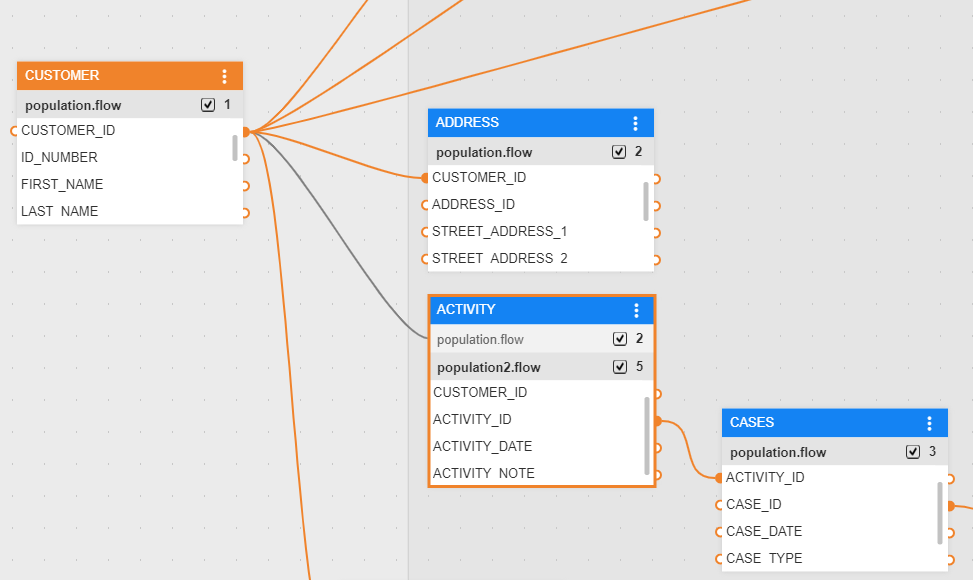 CUSTOMER
population.flow 1
CUSTOMER_ID
ID_NUMBER
FIRST_NAME
LAST_NAME
ADDRESS
population.flow 2
CUSTOMER_ID
ADDRESS_ID
STREET_ADDRESS_1
STREET_ADDRESS_2
ACTIVITY
population.flow 2
population2.flow 5
CUSTOMER_ID
ACTIVITY_ID
ACTIVITY_DATE
ACTIVITY_NOTE
CASES
population.flow 3
ACTIVITY_ID
CASE_ID
CASE_DATE
CASE_TYPE